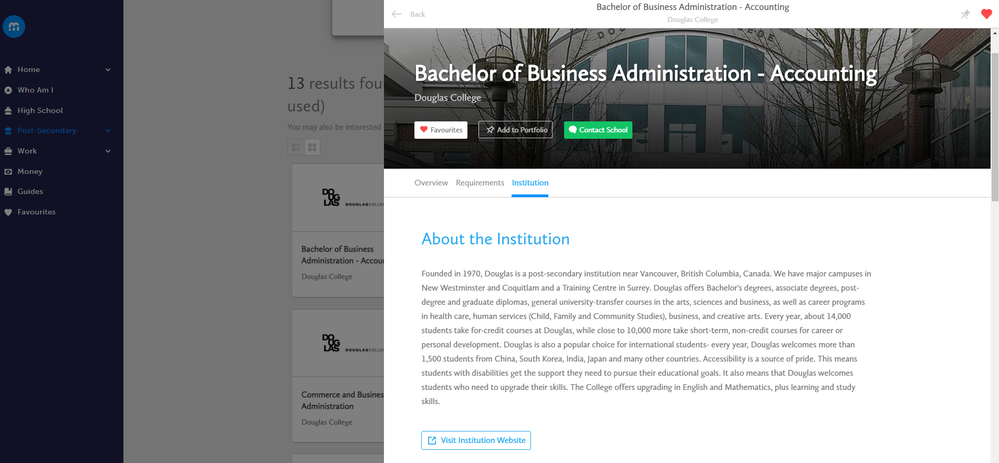 Home
Who Am I
High School
Post-Secondary
Work
Money
Guides
Favourites
13 results fou
used)
You may also be interested
DOUGLAS DOUGLASCOLLEG
Bachelor of Business
Administration - Accour
Douglas College
DOUGLAS DOUGLASCOLLEG
Commerce and Busines
Administration
Douglas College
Back
Bachelor of Business Administration - Accounting
Douglas College
DOU COLLEGE
Bachelor of Business Administration - Accounting
Douglas College
Favourites Add to Portfolio Contact School
Overview Requirements Institution
About the Institution
Founded in 1970, Douglas is a post-secondary institution near Vancouver, British Columbia, Canada. We have major campuses in
New Westminster and Coquitlam and a Training Centre in Surrey. Douglas offers Bachelor's degrees, associate degrees, post-
degree and graduate diplomas, general university-transfer courses in the arts, sciences and business, as well as career programs
in health care, human services (Child, Family and Community Studies), business, and creative arts. Every year, about 14,000
students take for-credit courses at Douglas, while close to 10,000 more take short-term, non-credit courses for career or
personal development. Douglas is also a popular choice for international students- every year, Douglas welcomes more than
1,500 students from China, South Korea, India, Japan and many other countries. Accessibility is a source of pride. This means
students with disabilities get the support they need to pursue their educational goals. It also means that Douglas welcomes
students who need to upgrade their skills. The College offers upgrading in English and Mathematics, plus learning and study
skills.
Visit Institution Website